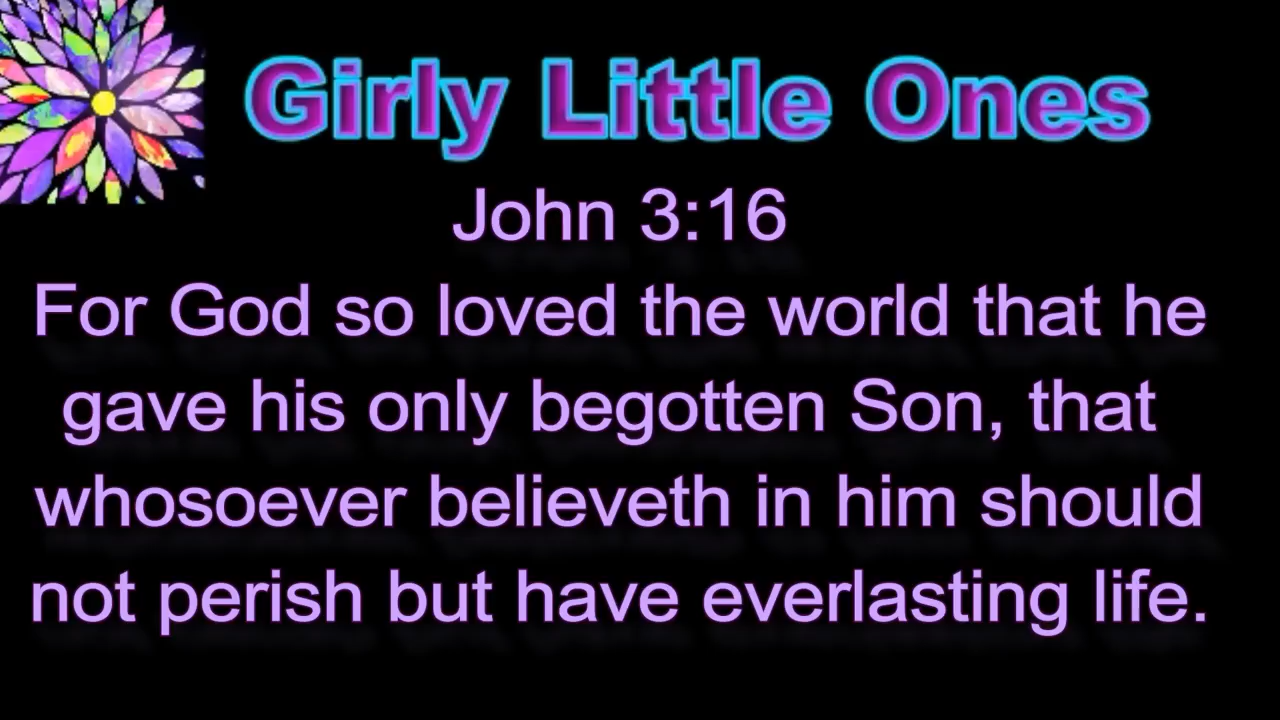 Girly Little Ones
John 3:16
For God so loved the world that he
gave his only begotten Son, that
whosoever believeth in him should
not perish but have everlasting life.